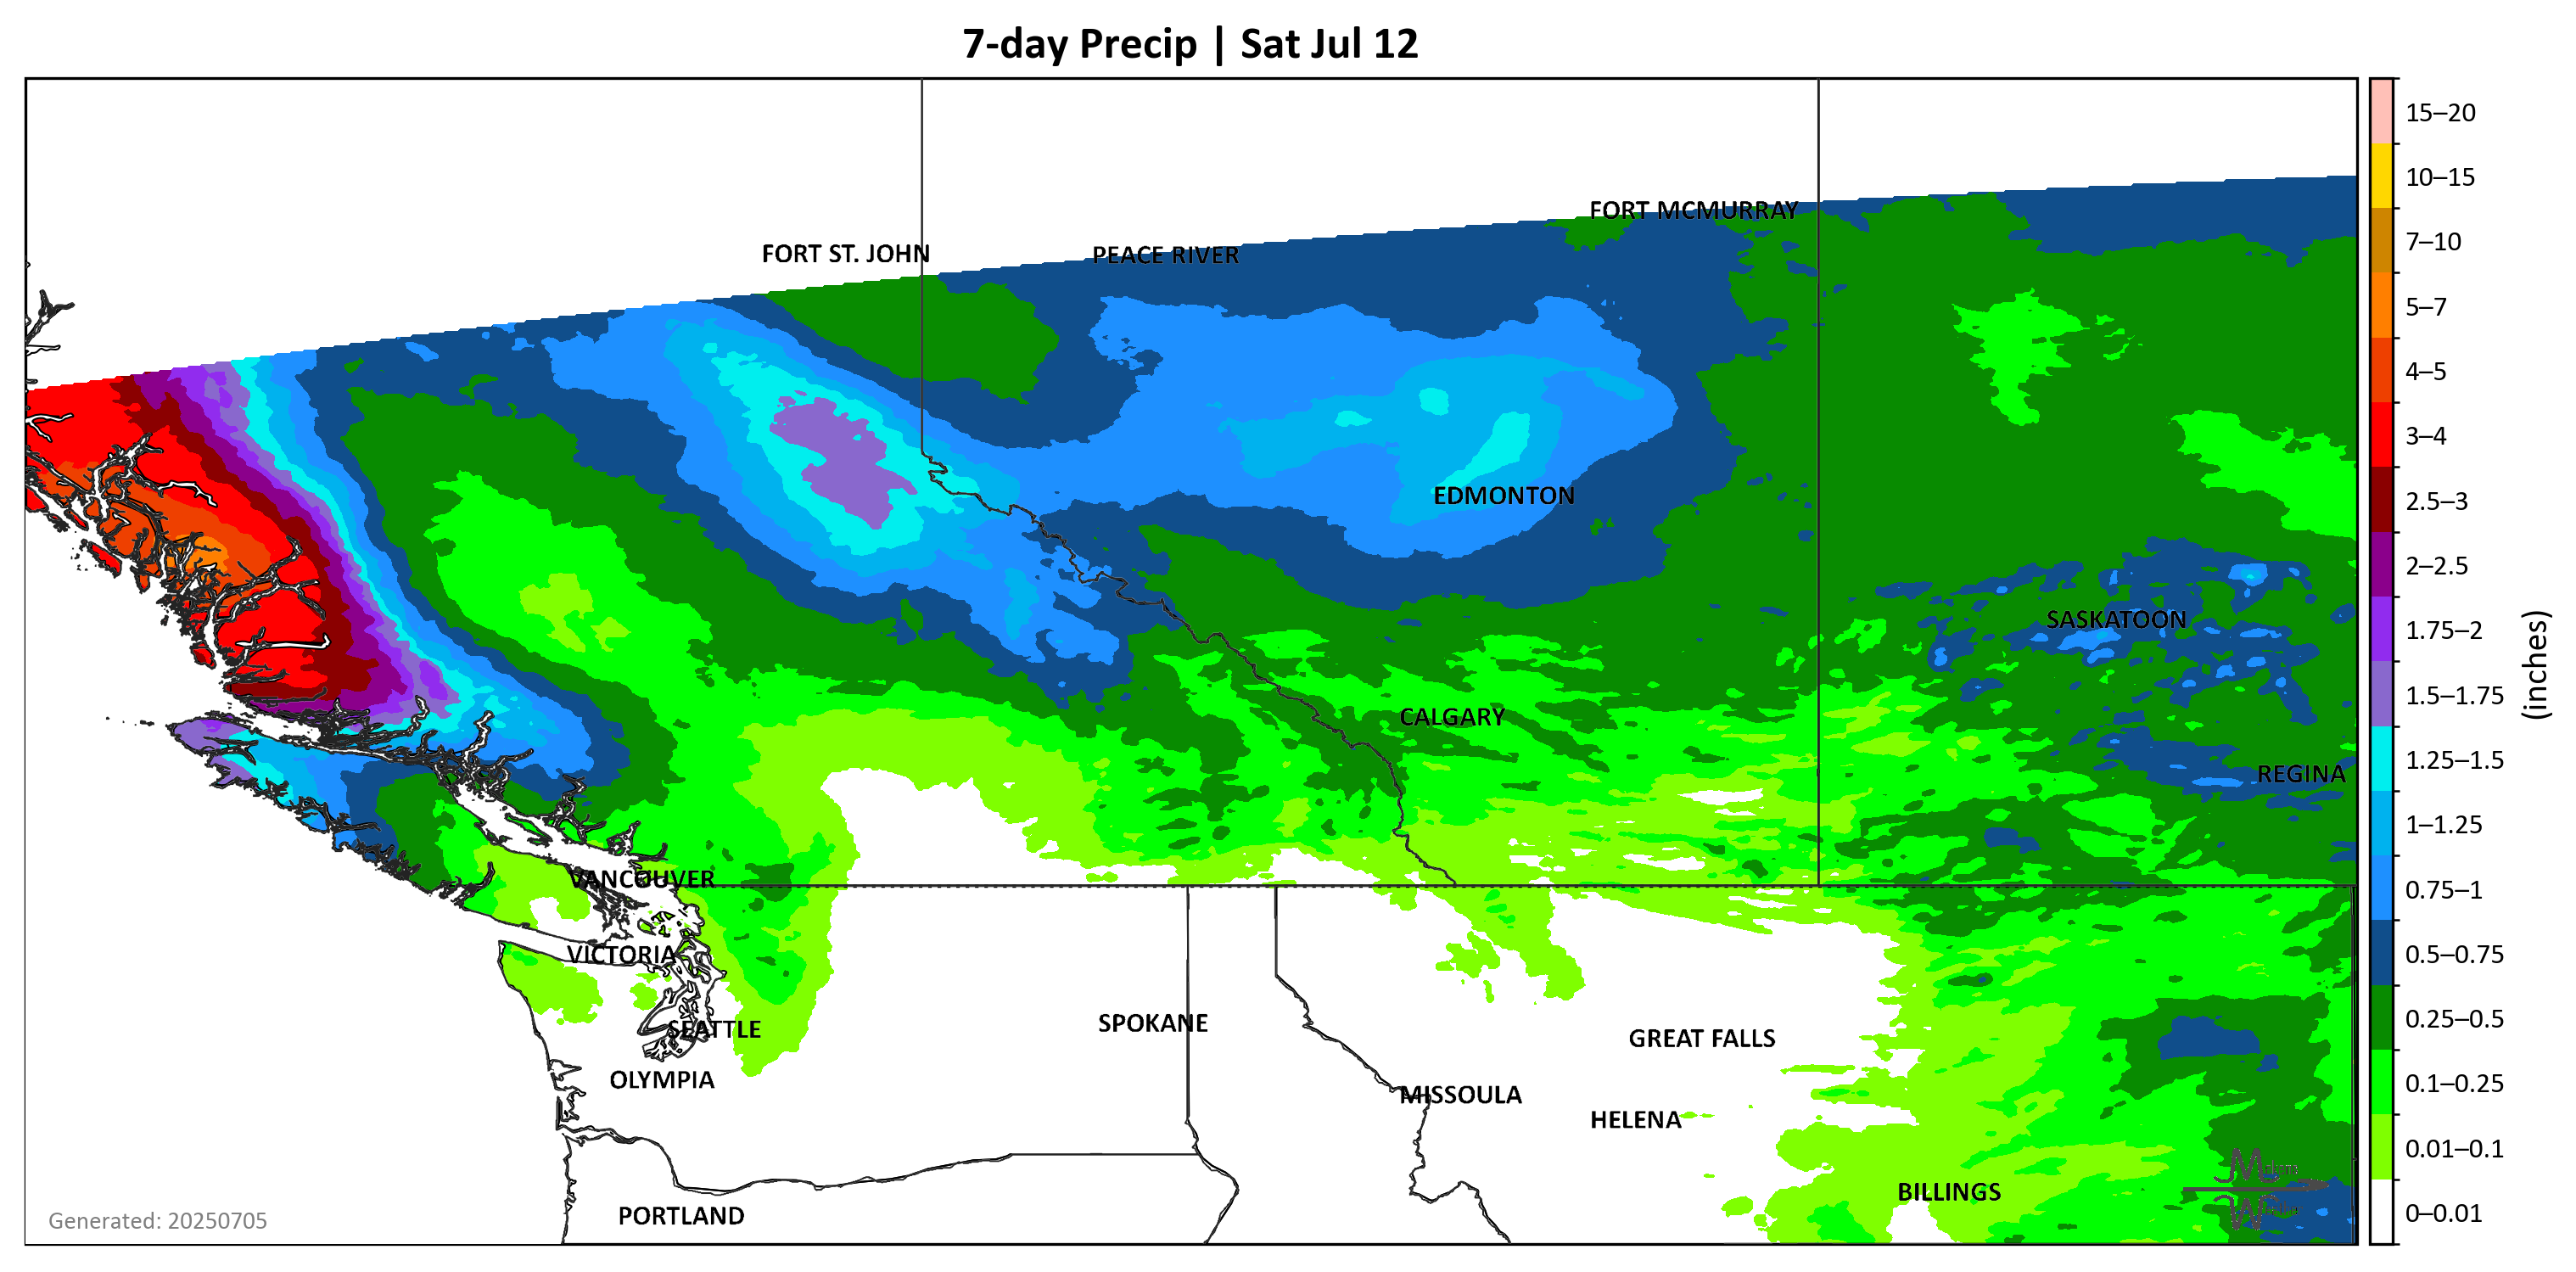 7-day Precip | Sat Jul 12
FORT MCMURRAY
FORT ST. JOHN
PEACE RIVER
EDMONTON
SASKATOON
CALGARY
REGINA
VANCOUVER
VICTORIA
SEATTLE
SPOKANE
GREAT FALLS
OLYMPIA
MISSOULA
HELENA
BILLINGS
PORTLAND
Generated: 20250705
15–20
10–15
7–10
5–7
4–5
3–4
2.5–3
2–2.5
1.75–2
1.5–1.75
1.25–1.5
1–1.25
0.75–1
0.5–0.75
0.25–0.5
0.1–0.25
0.01–0.1
0–0.01
(inches)